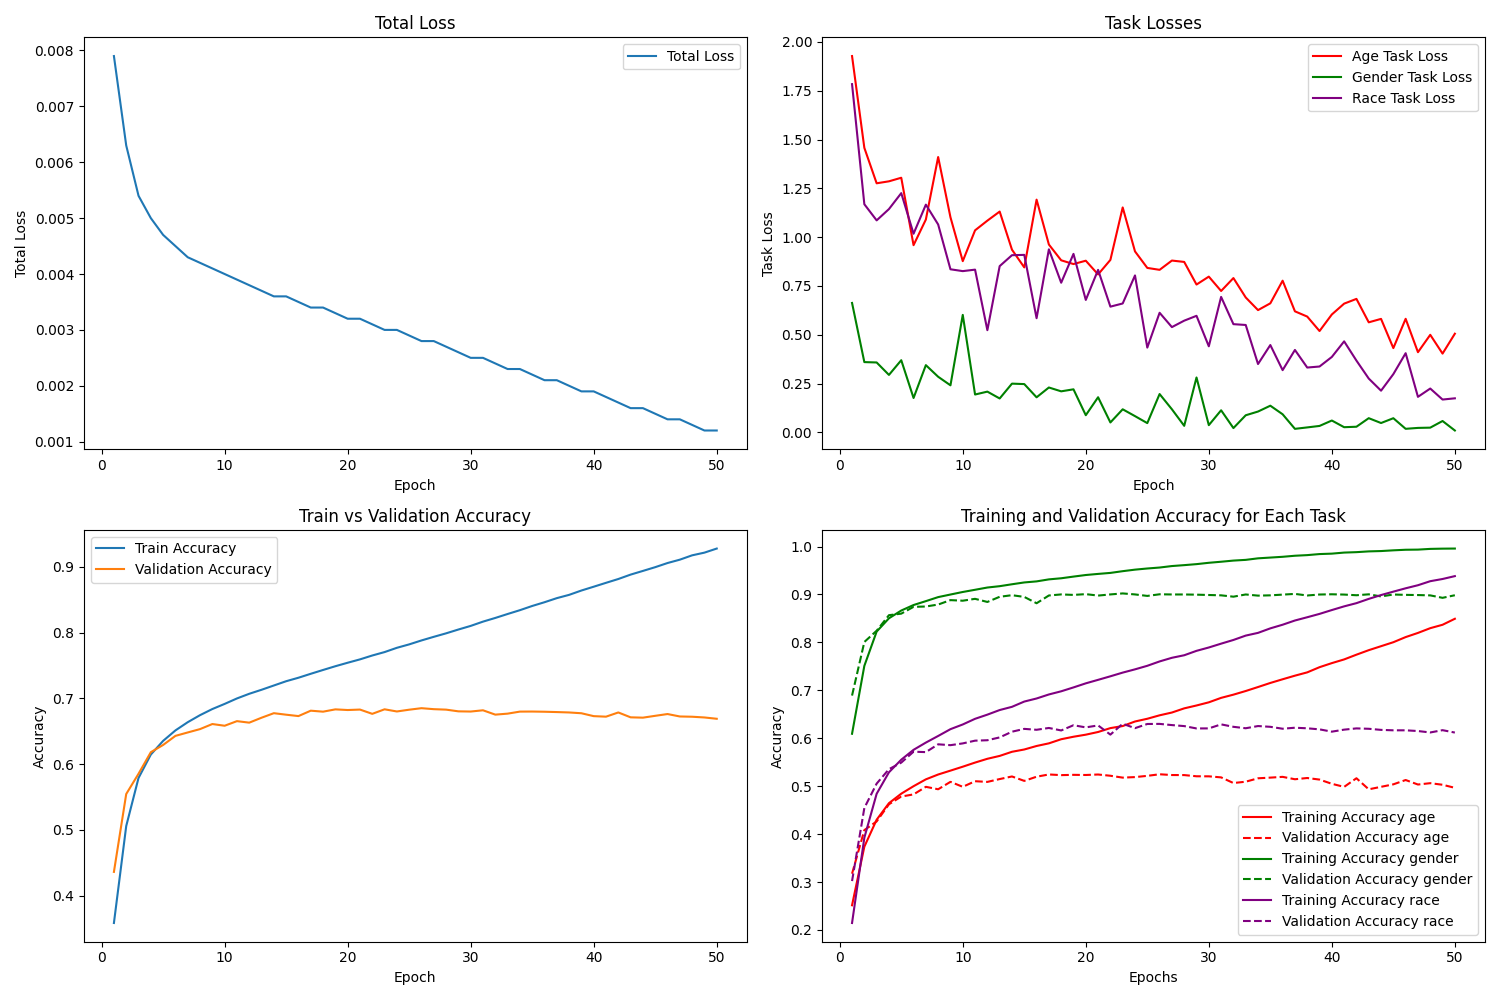 Total Loss
Total Loss
0.008
0.007
0.006
0.005
0.004
0.003
0.002
0.001
Total Loss
0
10
20
30
40
50
Epoch
Task Losses
Age Task Loss
Gender Task Loss
Race Task Loss
2.00
1.75
1.50
1.25
1.00
0.75
0.50
0.25
0.00
Task Loss
0
10
20
30
40
50
Epoch
Train vs Validation Accuracy
Train Accuracy
Validation Accuracy
0.9
0.8
0.7
0.6
0.5
0.4
Accuracy
0
10
20
30
40
50
Epoch
Training and Validation Accuracy for Each Task
1.0
0.9
0.8
0.7
0.6
0.5
0.4
0.3
0.2
Accuracy
Training Accuracy age
Validation Accuracy age
Training Accuracy gender
Validation Accuracy gender
Training Accuracy race
Validation Accuracy race
0
10
20
30
40
50
Epochs